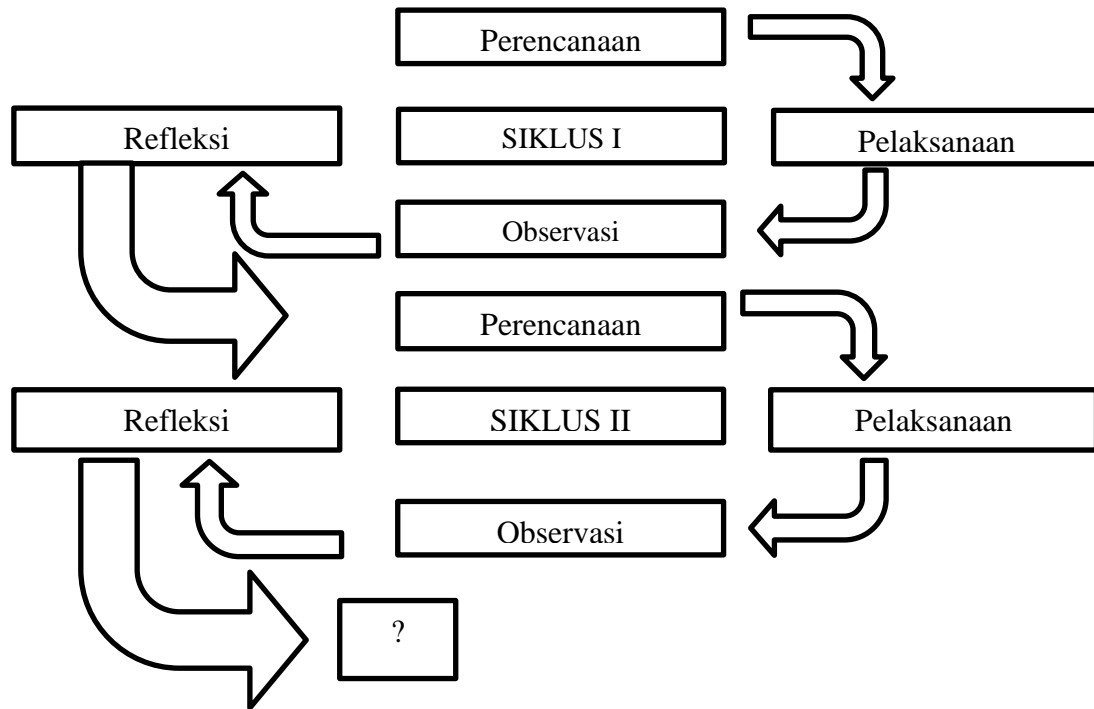 Perencanaan
Refleksi
SIKLUS I
Pelaksanaan
Observasi
Perencanaan
Refleksi
SIKLUS II
Pelaksanaan
Observasi
?